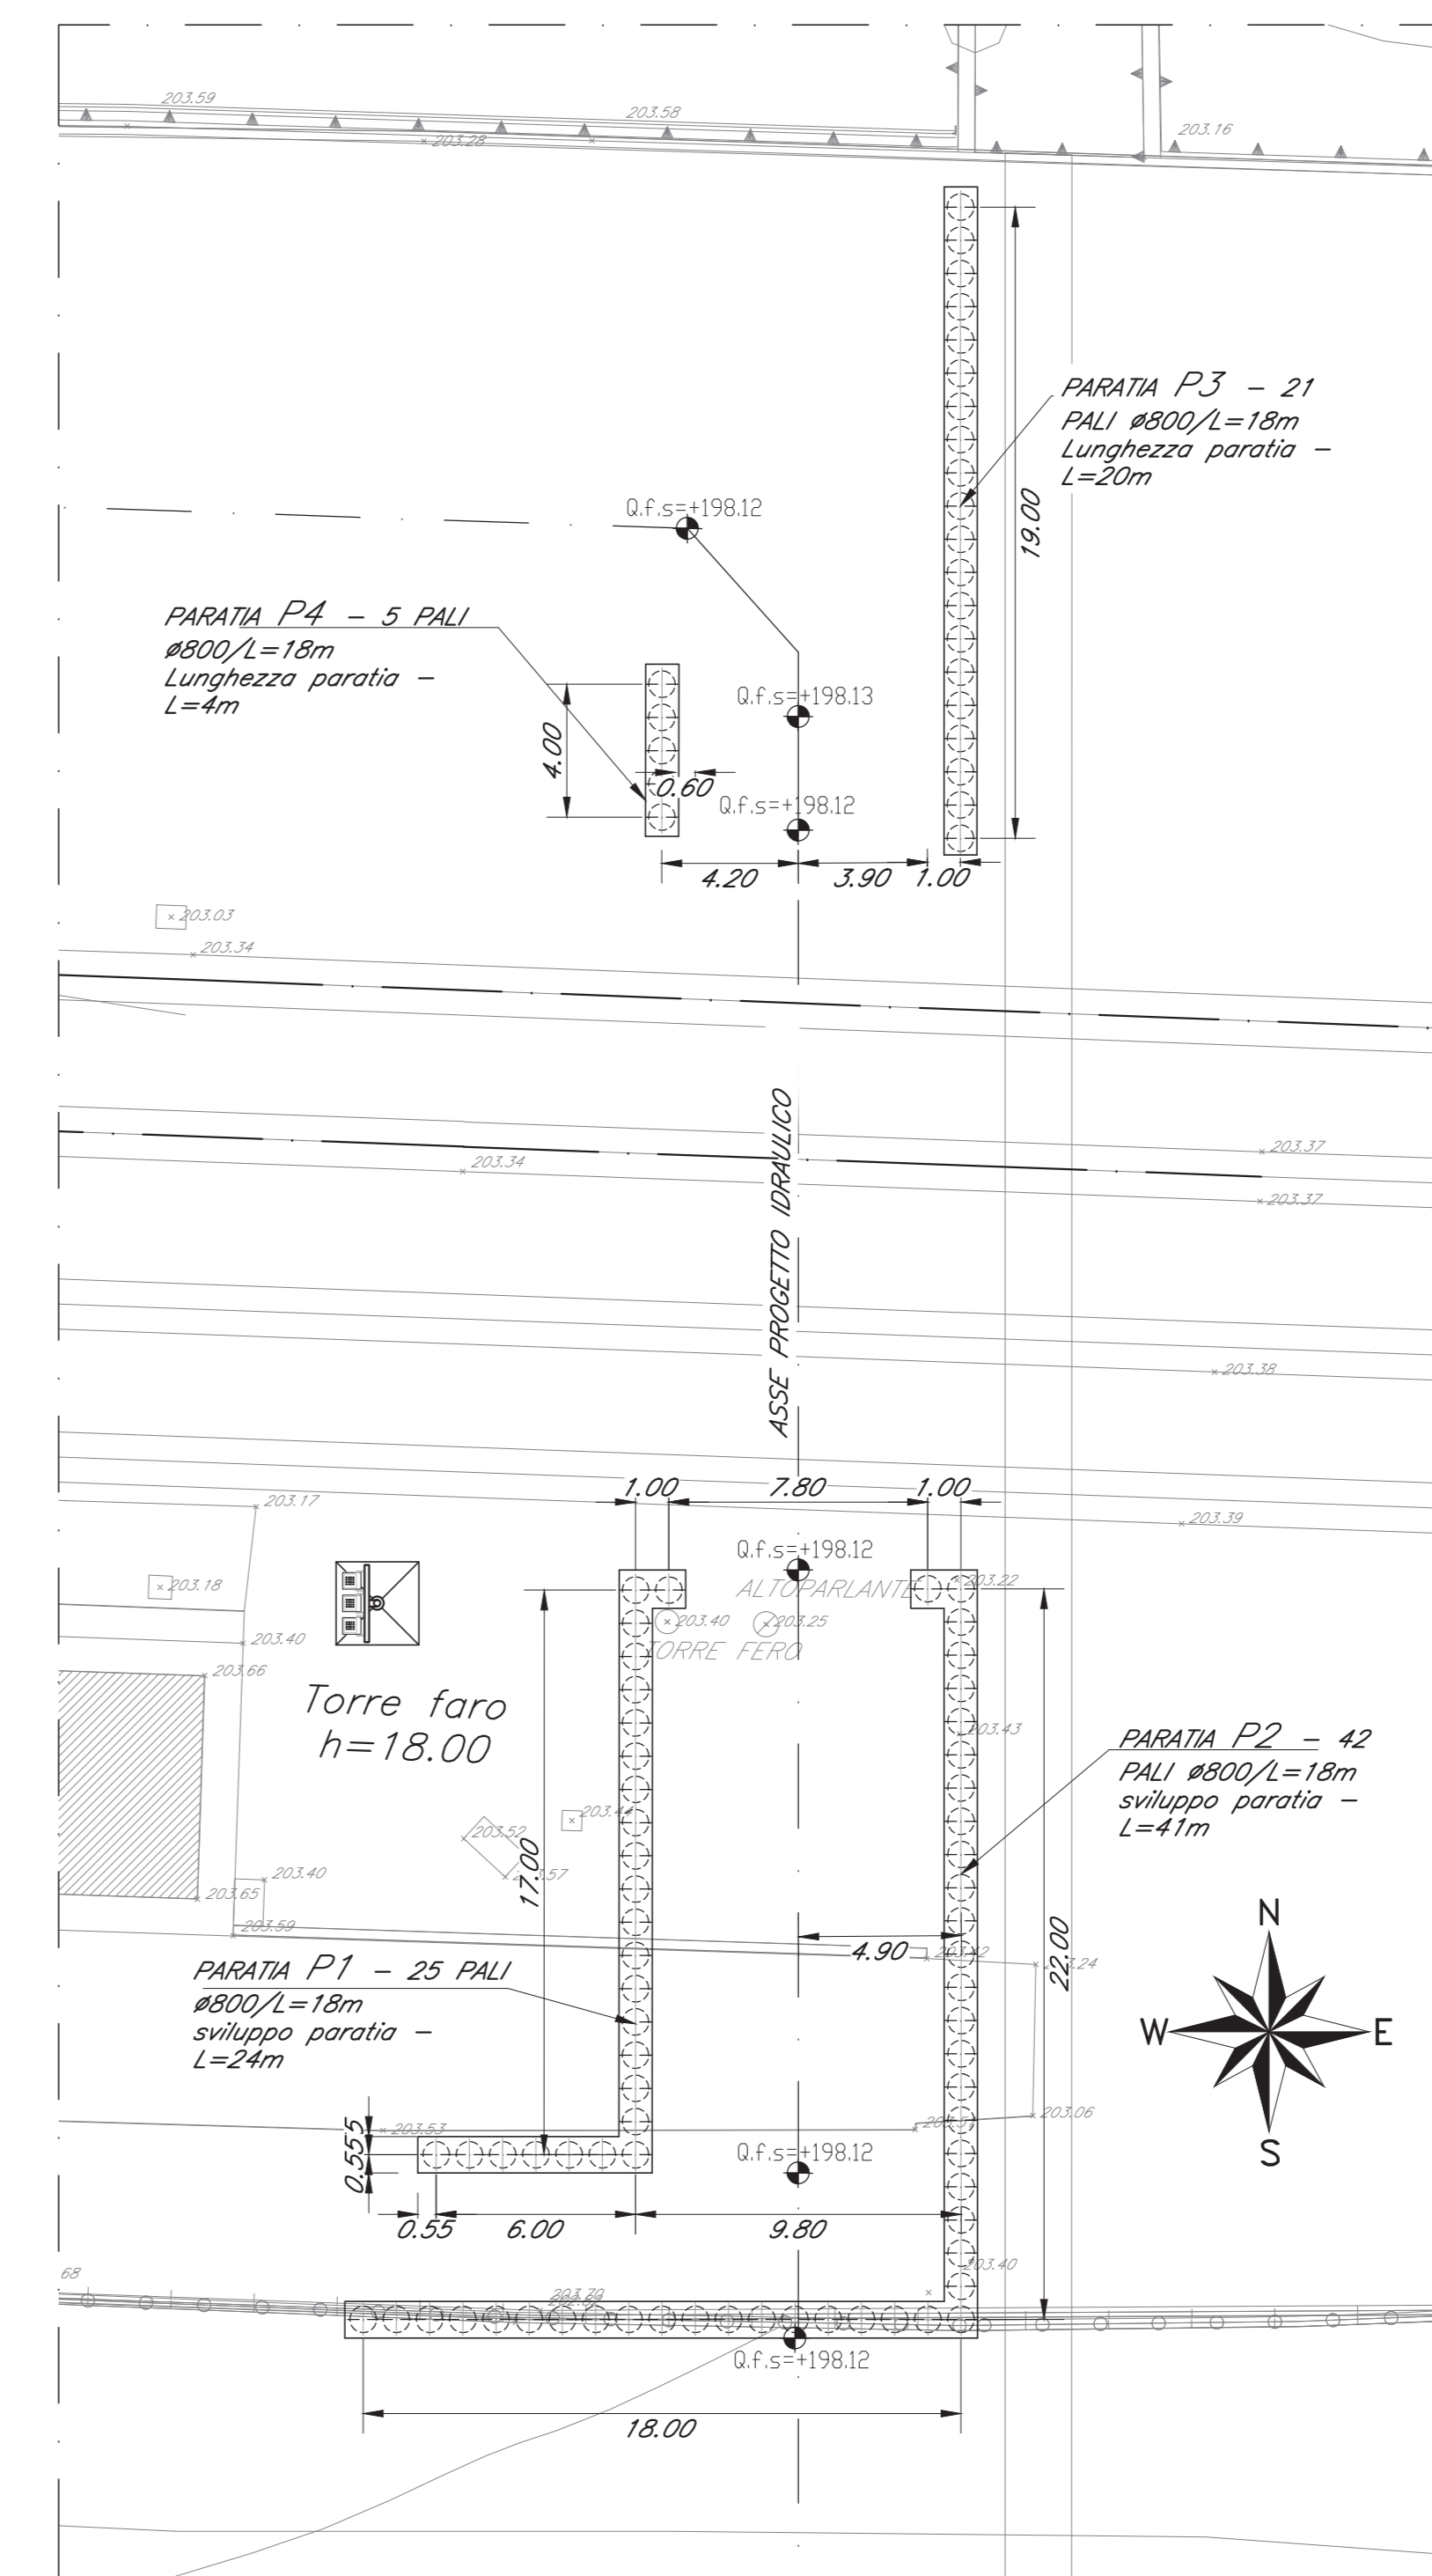 203.59
203.58
203.28
203.16
PARATIA P3 - 21
PALI ø800/L=18m
Lunghezza paratia -
L=20m
19.00
Q.f.s=+198.12
PARATIA P4 - 5 PALI
ø800/L=18m
Lunghezza paratia -
L=4m
Q.f.s=+198.13
4.00
0.60
Q.f.s=+198.12
4.20
3.90
1.00
203.03
203.34
ASSE PROGETTO IDRAULICO
203.37
203.34
203.37
203.38
1.00
7.80
1.00
203.17
203.39
Q.f.s=+198.12
203.18
ALTOPARLANTE
203.22
203.40
203.25
203.40
TORRE FERO
203.66
Torre faro
h=18.00
203.43
PARATIA P2 - 42
PALI ø800/L=18m
sviluppo paratia -
L=41m
203.44
203.52
17.00
203.40
203.65
203.59
22.00
4.90
PARATIA P1 - 25 PALI
ø800/L=18m
sviluppo paratia -
L=24m
N
W
E
S
203.06
203.53
0.55
Q.f.s=+198.12
0.55
6.00
9.80
203.40
68
Q.f.s=+198.12
18.00